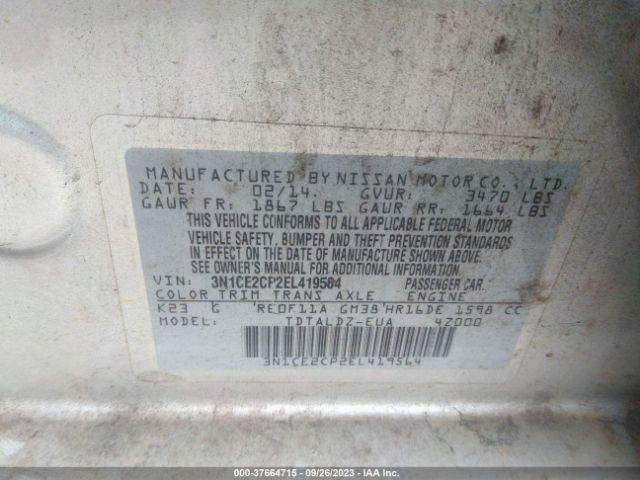 MANUFACTURED BY NISSAN MOTOR CO., LTD.
DATE: 02/14. GVWR: 3470 LBS
GAWR FR: 1867 LBS GAWR RR: 1664 LBS
THIS VEHICLE CONFORMS TO ALL APPLICABLE FEDERAL MOTOR
VEHICLE SAFETY, BUMPER AND THEFT PREVENTION STANDARDS
IN EFFECT ON THE DATE OF MANUFACTURE SHOWN ABOVE.
SEE OWNER'S MANUAL FOR ADDITIONAL INFORMATION
VIN: 3N1CE2CP2EL419564 PASSENGER CAR.
COLOR TRIM TRANS AXLE ENGINE
K23 G RE0F11A GM38 HR16DE 1598 CC
MODEL: TDTALDZ-EUA 4Z000
3N1CE2CP2EL419564
000-37664715 - 09/26/2023 - IAA Inc.